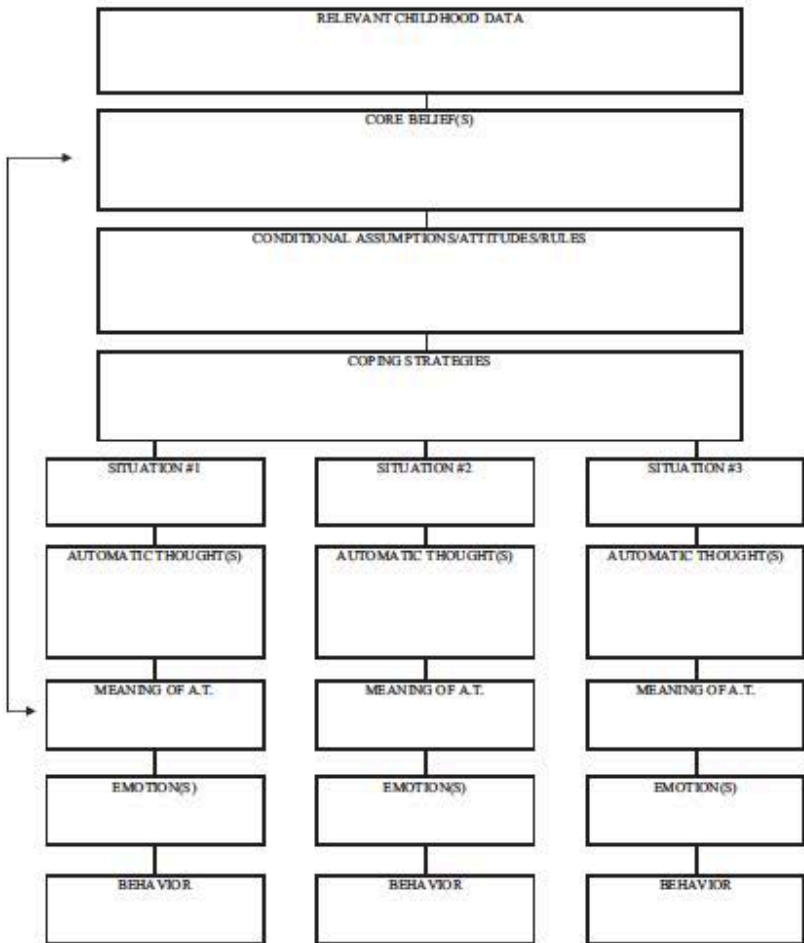 RELEVANT CHILDHOOD DATA
CORE BELIEF(S)
CONDITIONAL ASSUMPTIONS/ATTITUDES/RULES
COPING STRATEGIES
SITUATION #1
SITUATION #2
SITUATION #3
AUTOMATIC THOUGHT(S)
AUTOMATIC THOUGHT(S)
AUTOMATIC THOUGHT(S)
MEANING OF A.T.
MEANING OF A.T.
MEANING OF A.T.
EMOTION(S)
EMOTION(S)
EMOTION(S)
BEHAVIOR
BEHAVIOR
BEHAVIOR